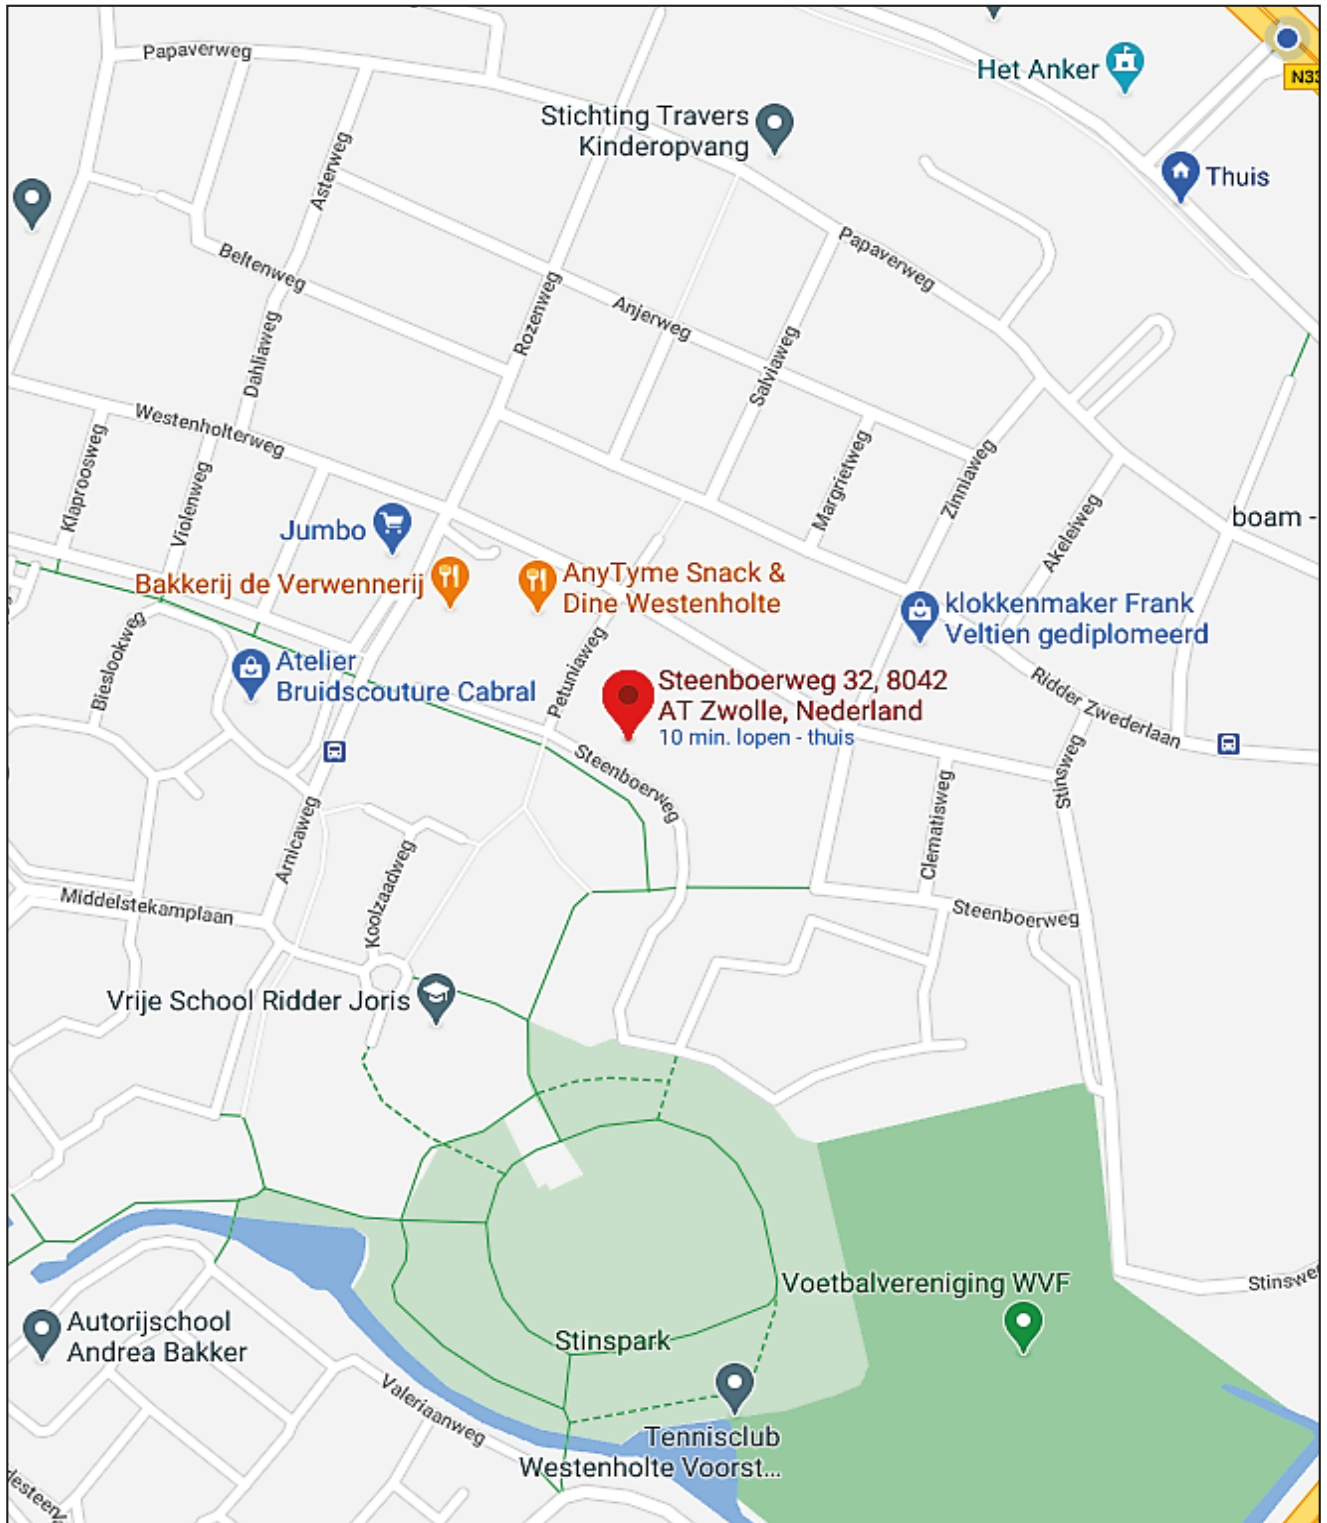 Papaverweg
Het Anker
N33
Stichting Travers
Kinderopvang
Asterweg
Thuis
Beltenweg
Papaverweg
Rozenweg
Anjerweg
Dahliaweg
Salviaweg
Westenholterweg
Klaproosweg
Violenweg
Margrietweg
Zinniaweg
Akeleiweg
boam -
Jumbo
Bakkerij de Verwennerij
AnyTyme Snack &
Dine Westenholte
klokkenmaker Frank
Veltien gediplomeerd
Bieslookweg
Petuniaweg
Atelier
Bruidscouture Cabral
Steenboerweg 32, 8042
AT Zwolle, Nederland
10 min. lopen - thuis
Ridder Zwederlaan
Steenboerweg
Stinsweg
Clematisweg
Arnicaweg
Koolzaadweg
Middelstekamplaan
Steenboerweg
Vrije School Ridder Joris
Voetbalvereniging WVF
Stinswe
Autorijschool
Andrea Bakker
Stinspark
Valeriaanweg
Tennisclub
Westenholte Voorst...